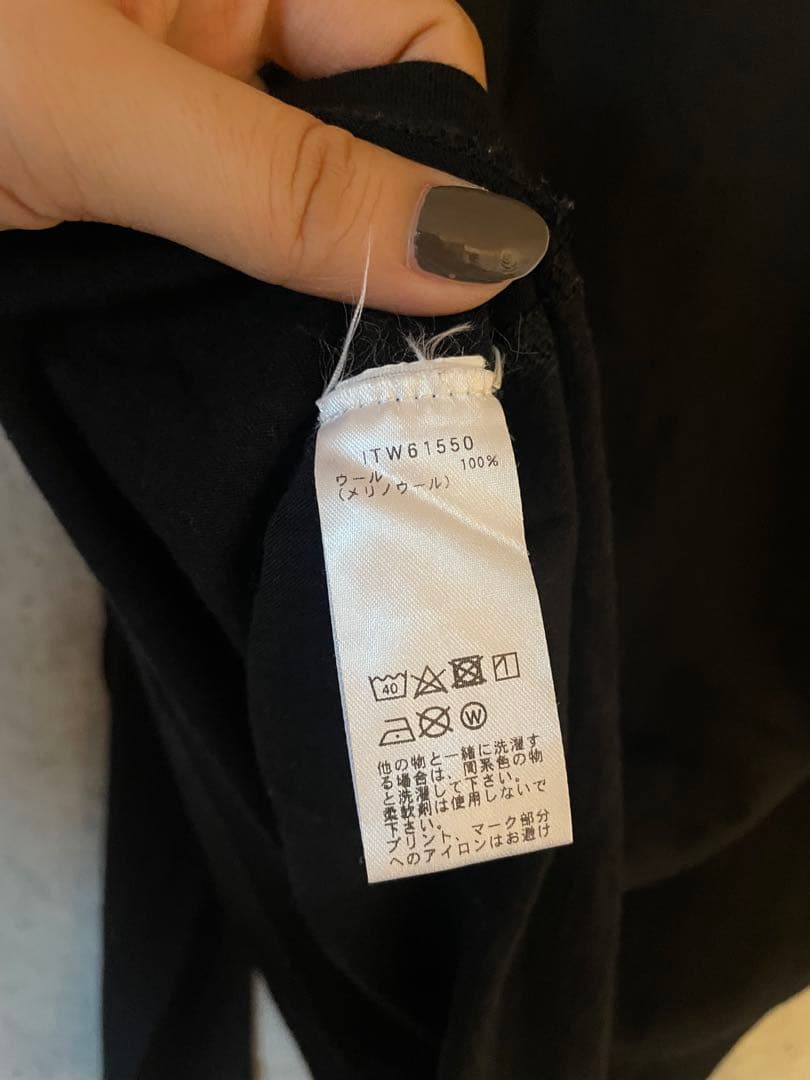 ITW61550
ウール 100%
(メリノウール)
40
W
他の物と一緒に洗濯す
る場合は、同系色の物
と洗濯して下さい。
柔軟剤は使用しないで
下さい。
プリント、マーク部分
へのアイロンはお避け